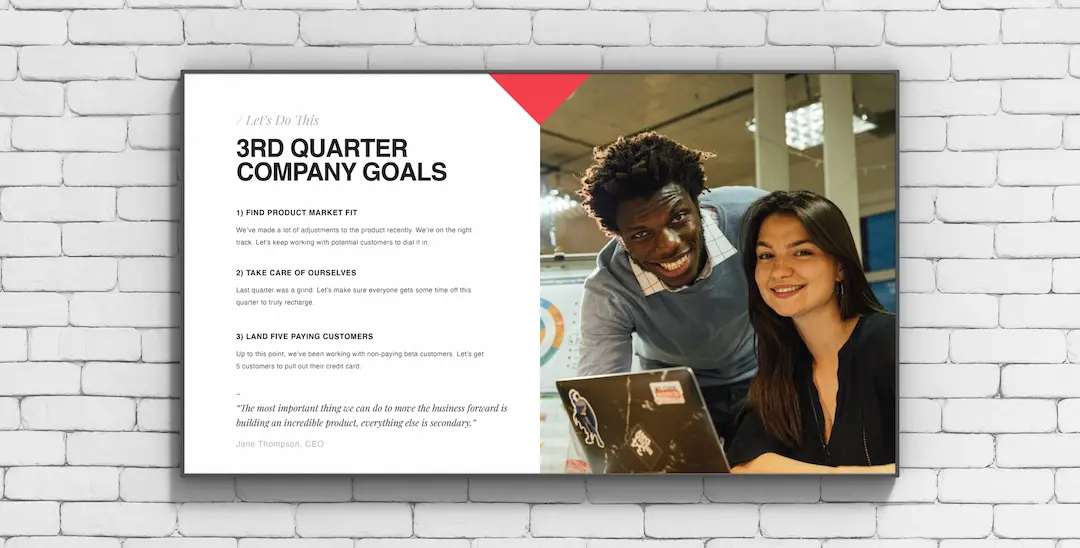 / Let's Do This
3RD QUARTER
COMPANY GOALS
1) FIND PRODUCT MARKET FIT
We've made a lot of adjustments to the product recently. We're on the right
track. Let's keep working with potential customers to dial it in.
2) TAKE CARE OF OURSELVES
Last quarter was a grind. Let's make sure everyone gets some time off this
quarter to truly recharge.
3) LAND FIVE PAYING CUSTOMERS
Up to this point, we've been working with non-paying beta customers. Let's get
5 customers to pull out their credit card.
–
“The most important thing we can do to move the business forward is
building an incredible product, everything else is secondary.”
Jane Thompson, CEO